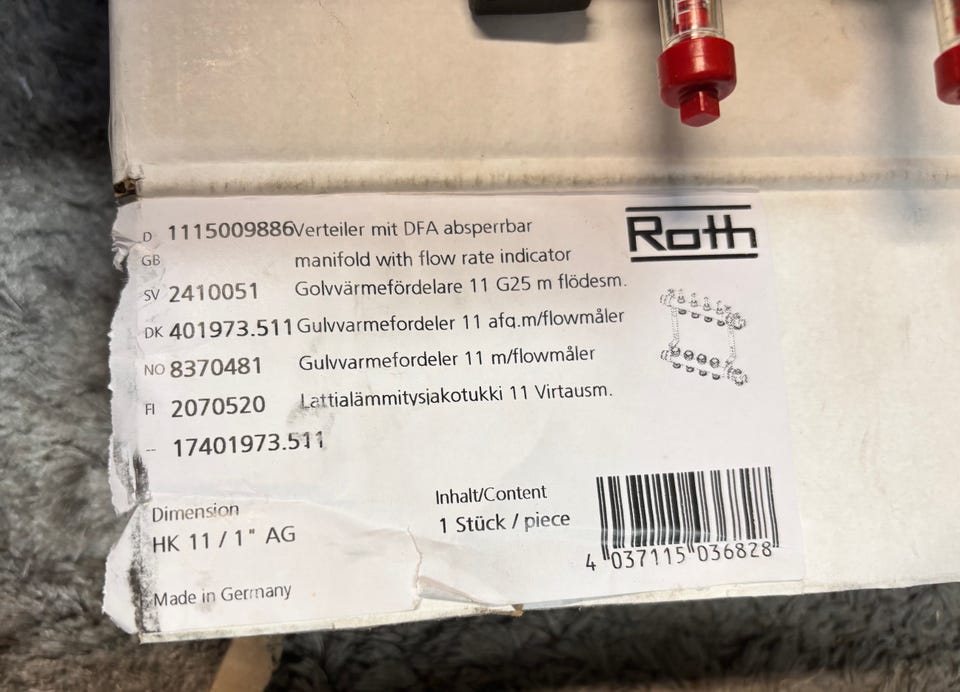 Roth
D 1115009886 Verteiler mit DFA absperrbar
GB manifold with flow rate indicator
SV 2410051 Golvvärmefördelare 11 G25 m flödesm.
DK 401973.511 Gulvvarmefordeler 11 afg.m/flowmåler
NO 8370481 Gulvvarmefordeler 11 m/flowmåler
FI 2070520 Lattialämmitysjakotukki 11 Virtausm.
-- 17401973.511
Dimension
HK 11 / 1" AG
Inhalt/Content
1 Stück / piece
4 037115 036828
Made in Germany